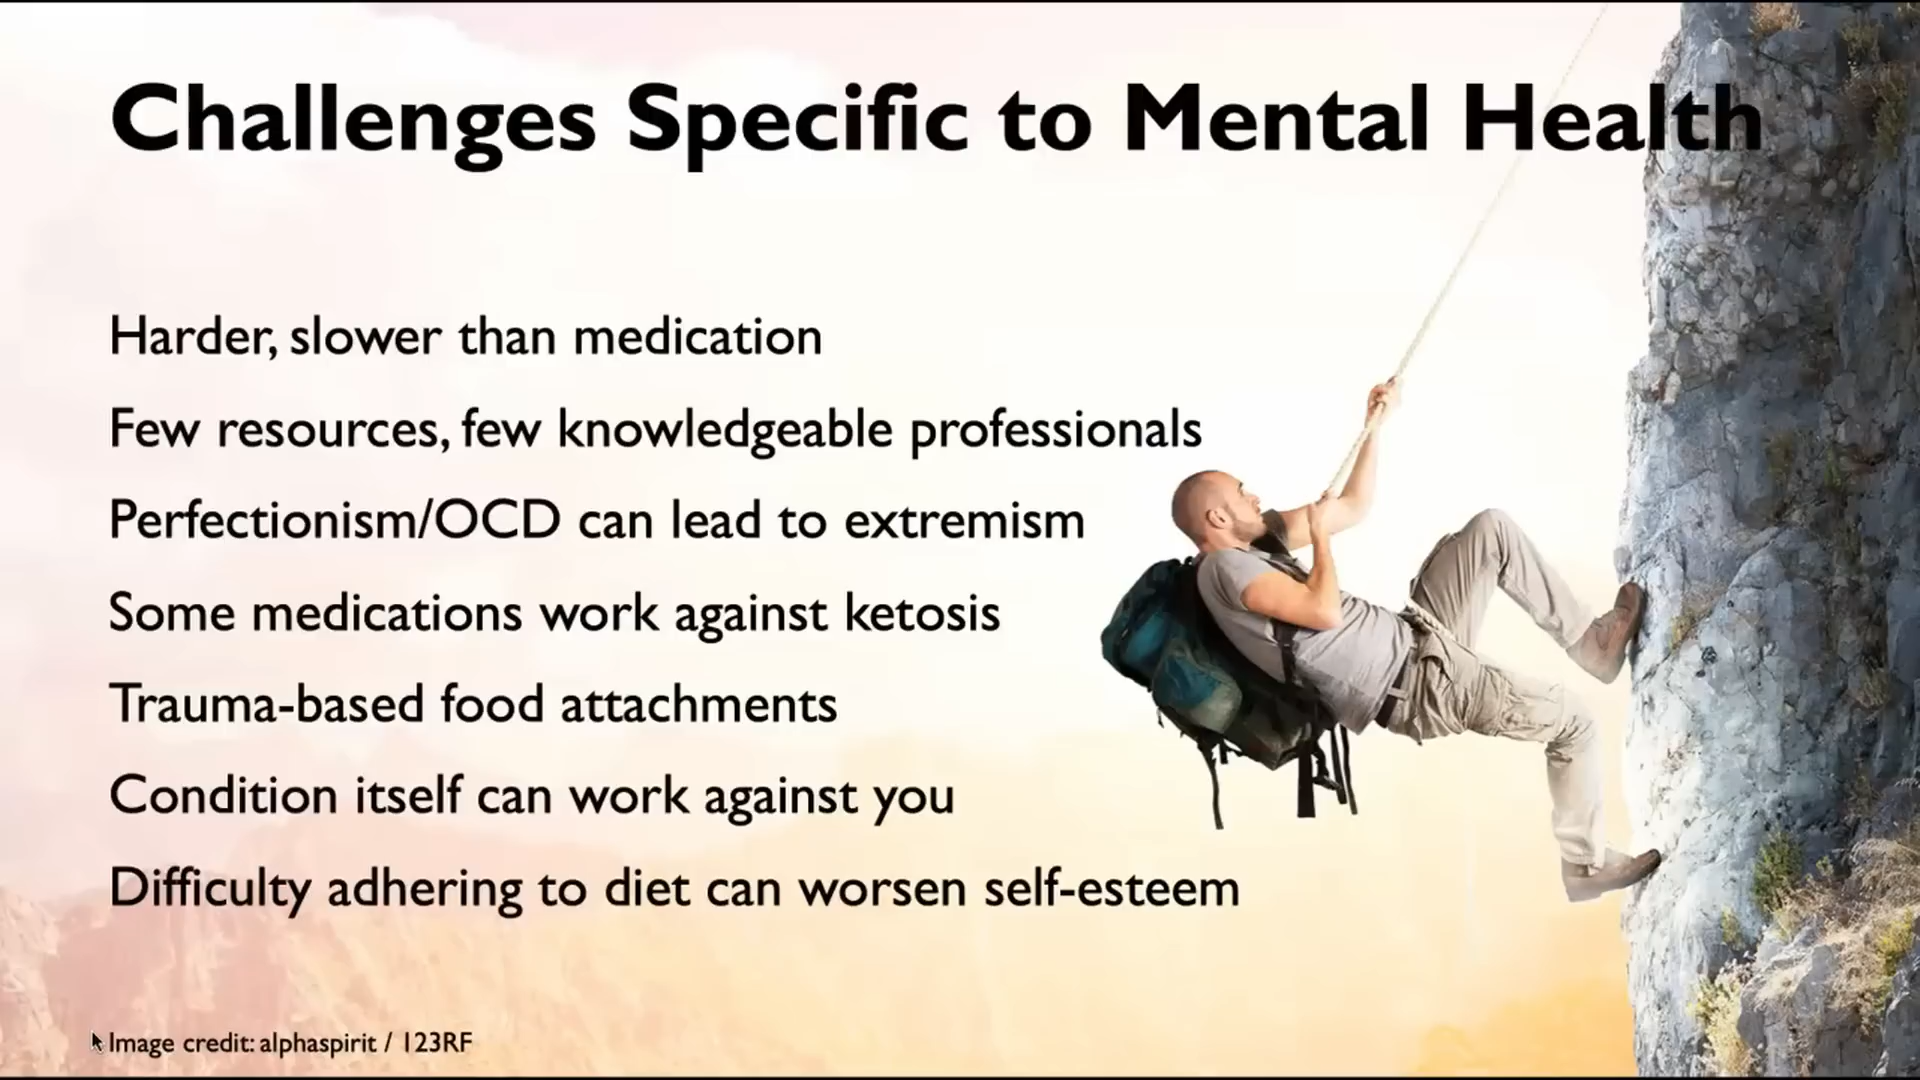 Challenges Specific to Mental Health
Harder, slower than medication
Few resources, few knowledgeable professionals
Perfectionism/OCD can lead to extremism
Some medications work against ketosis
Trauma-based food attachments
Condition itself can work against you
Difficulty adhering to diet can worsen self-esteem
Image credit: alphaspirit / 123RF